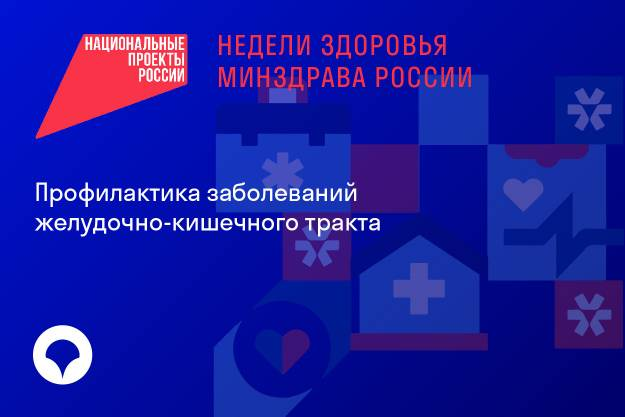 НАЦИОНАЛЬНЫЕ
ПРОЕКТЫ
РОССИИ
НЕДЕЛИ ЗДОРОВЬЯ
МИНЗДРАВА РОССИИ
Профилактика заболеваний
желудочно-кишечного тракта